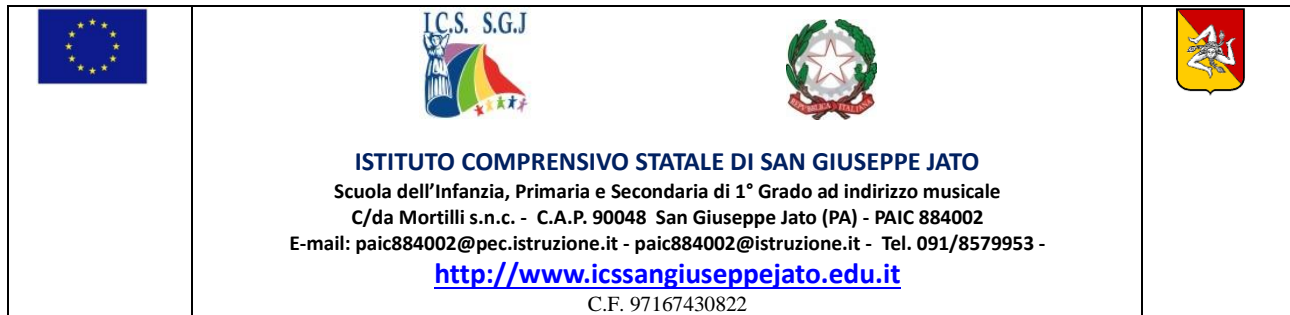 I.C.S. S.G.J
REPVBBLICA ITALIANA
ISTITUTO COMPRENSIVO STATALE DI SAN GIUSEPPE JATO
Scuola dell’Infanzia, Primaria e Secondaria di 1° Grado ad indirizzo musicale
C/da Mortilli s.n.c. - C.A.P. 90048 San Giuseppe Jato (PA) - PAIC 884002
E-mail: paic884002@pec.istruzione.it - paic884002@istruzione.it - Tel. 091/8579953 -
http://www.icssangiuseppejato.edu.it
C.F. 97167430822